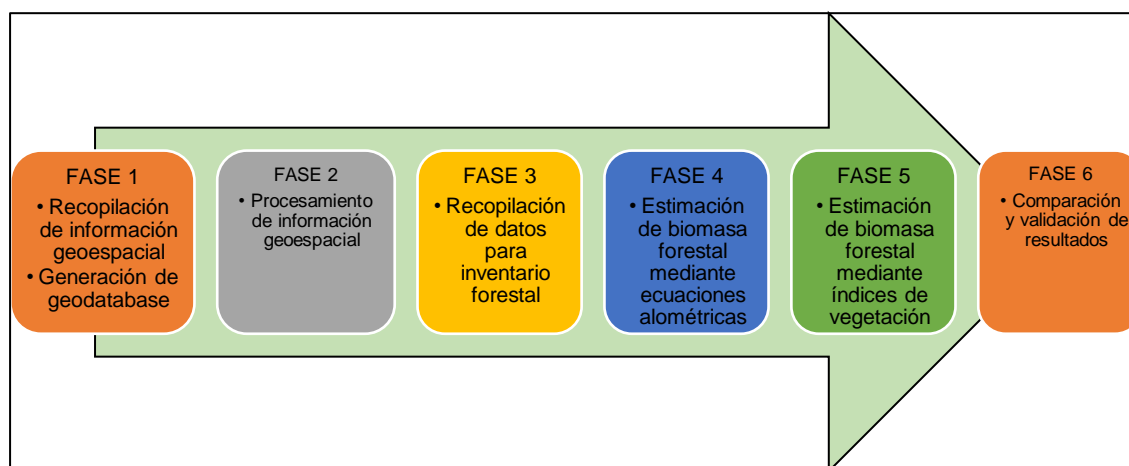 FASE 1
• Recopilación
de información
geoespacial
• Generación de
geodatabase
FASE 2
• Procesamiento
de información
geoespacial
FASE 3
• Recopilación
de datos
para
inventario
forestal
FASE 4
• Estimación
de biomasa
forestal
mediante
ecuaciones
alométricas
FASE 5
• Estimación
de biomasa
forestal
mediante
índices de
vegetación
FASE 6
• Comparación
y validación de
resultados